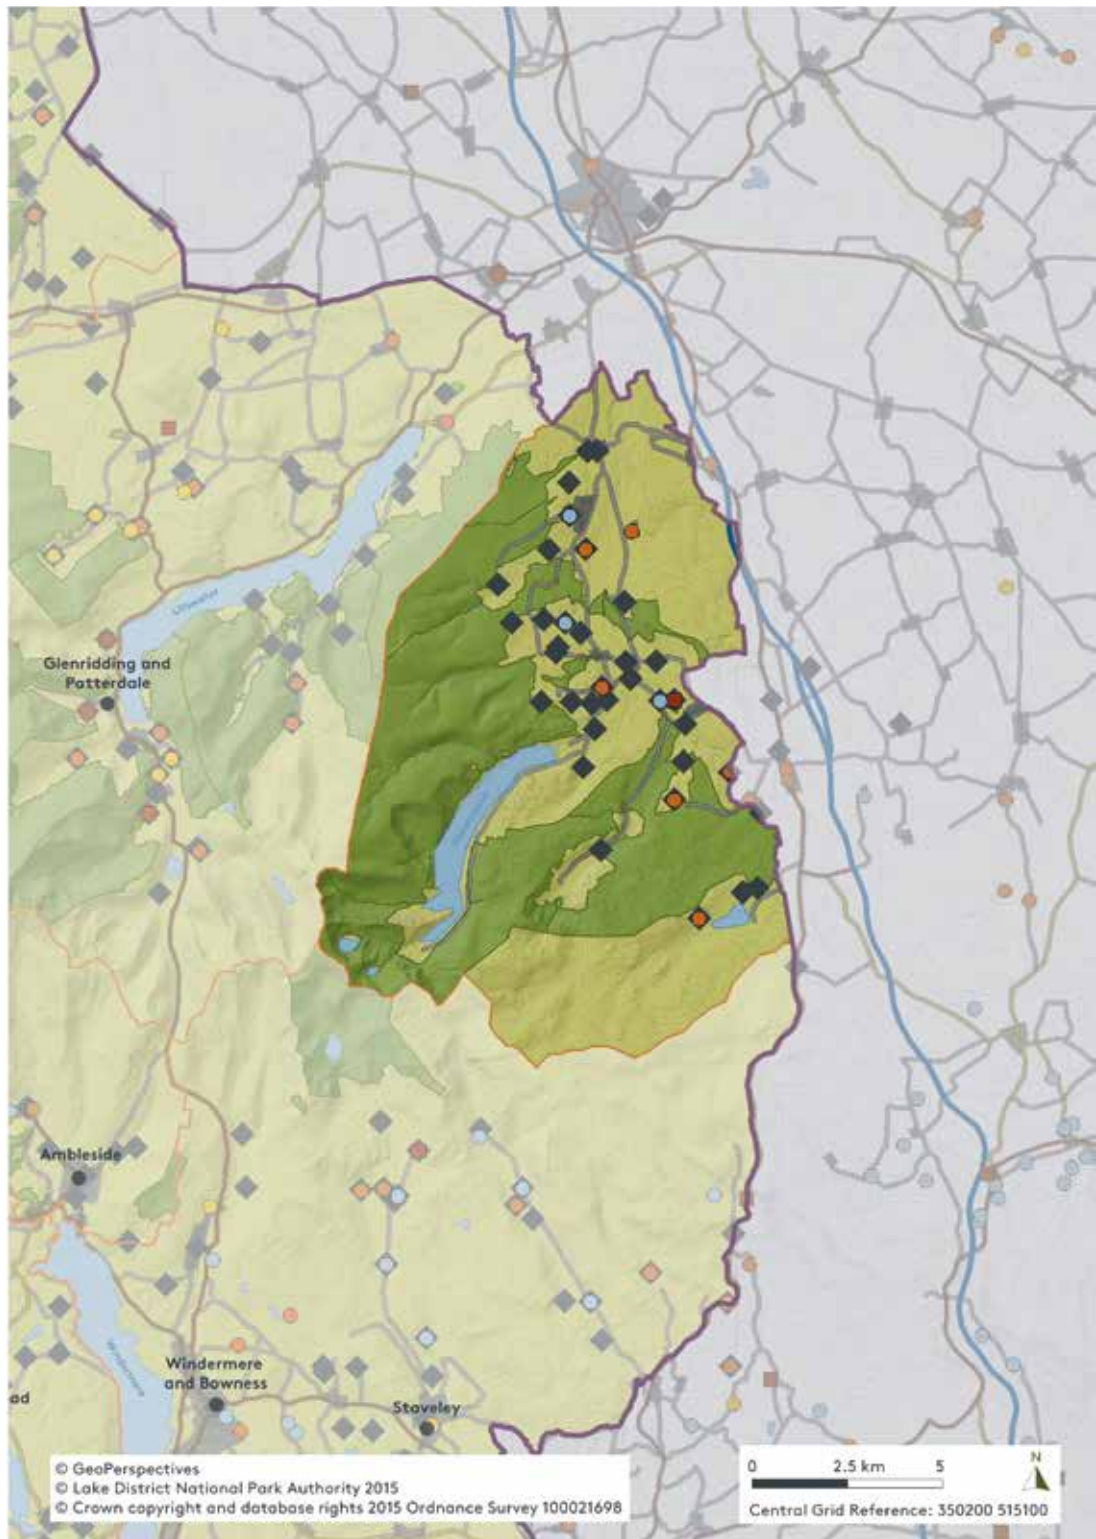 Ullswater
Glenridding and
Patterdale
Ambleside
Windermere
Windermere
and Bowness
ad
Staveley
© GeoPerspectives
© Lake District National Park Authority 2015
© Crown copyright and database rights 2015 Ordnance Survey 100021698
0 2.5 km 5
N
Central Grid Reference: 350200 515100